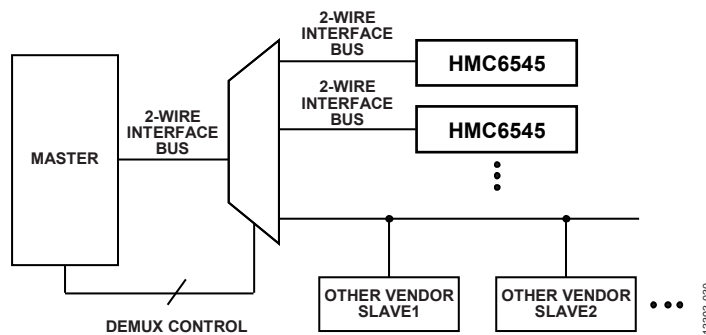 2-WIRE
INTERFACE
BUS
HMC6545
2-WIRE
INTERFACE
BUS
HMC6545
2-WIRE
INTERFACE
BUS
MASTER
OTHER VENDOR
SLAVE1
OTHER VENDOR
SLAVE2
DEMUX CONTROL